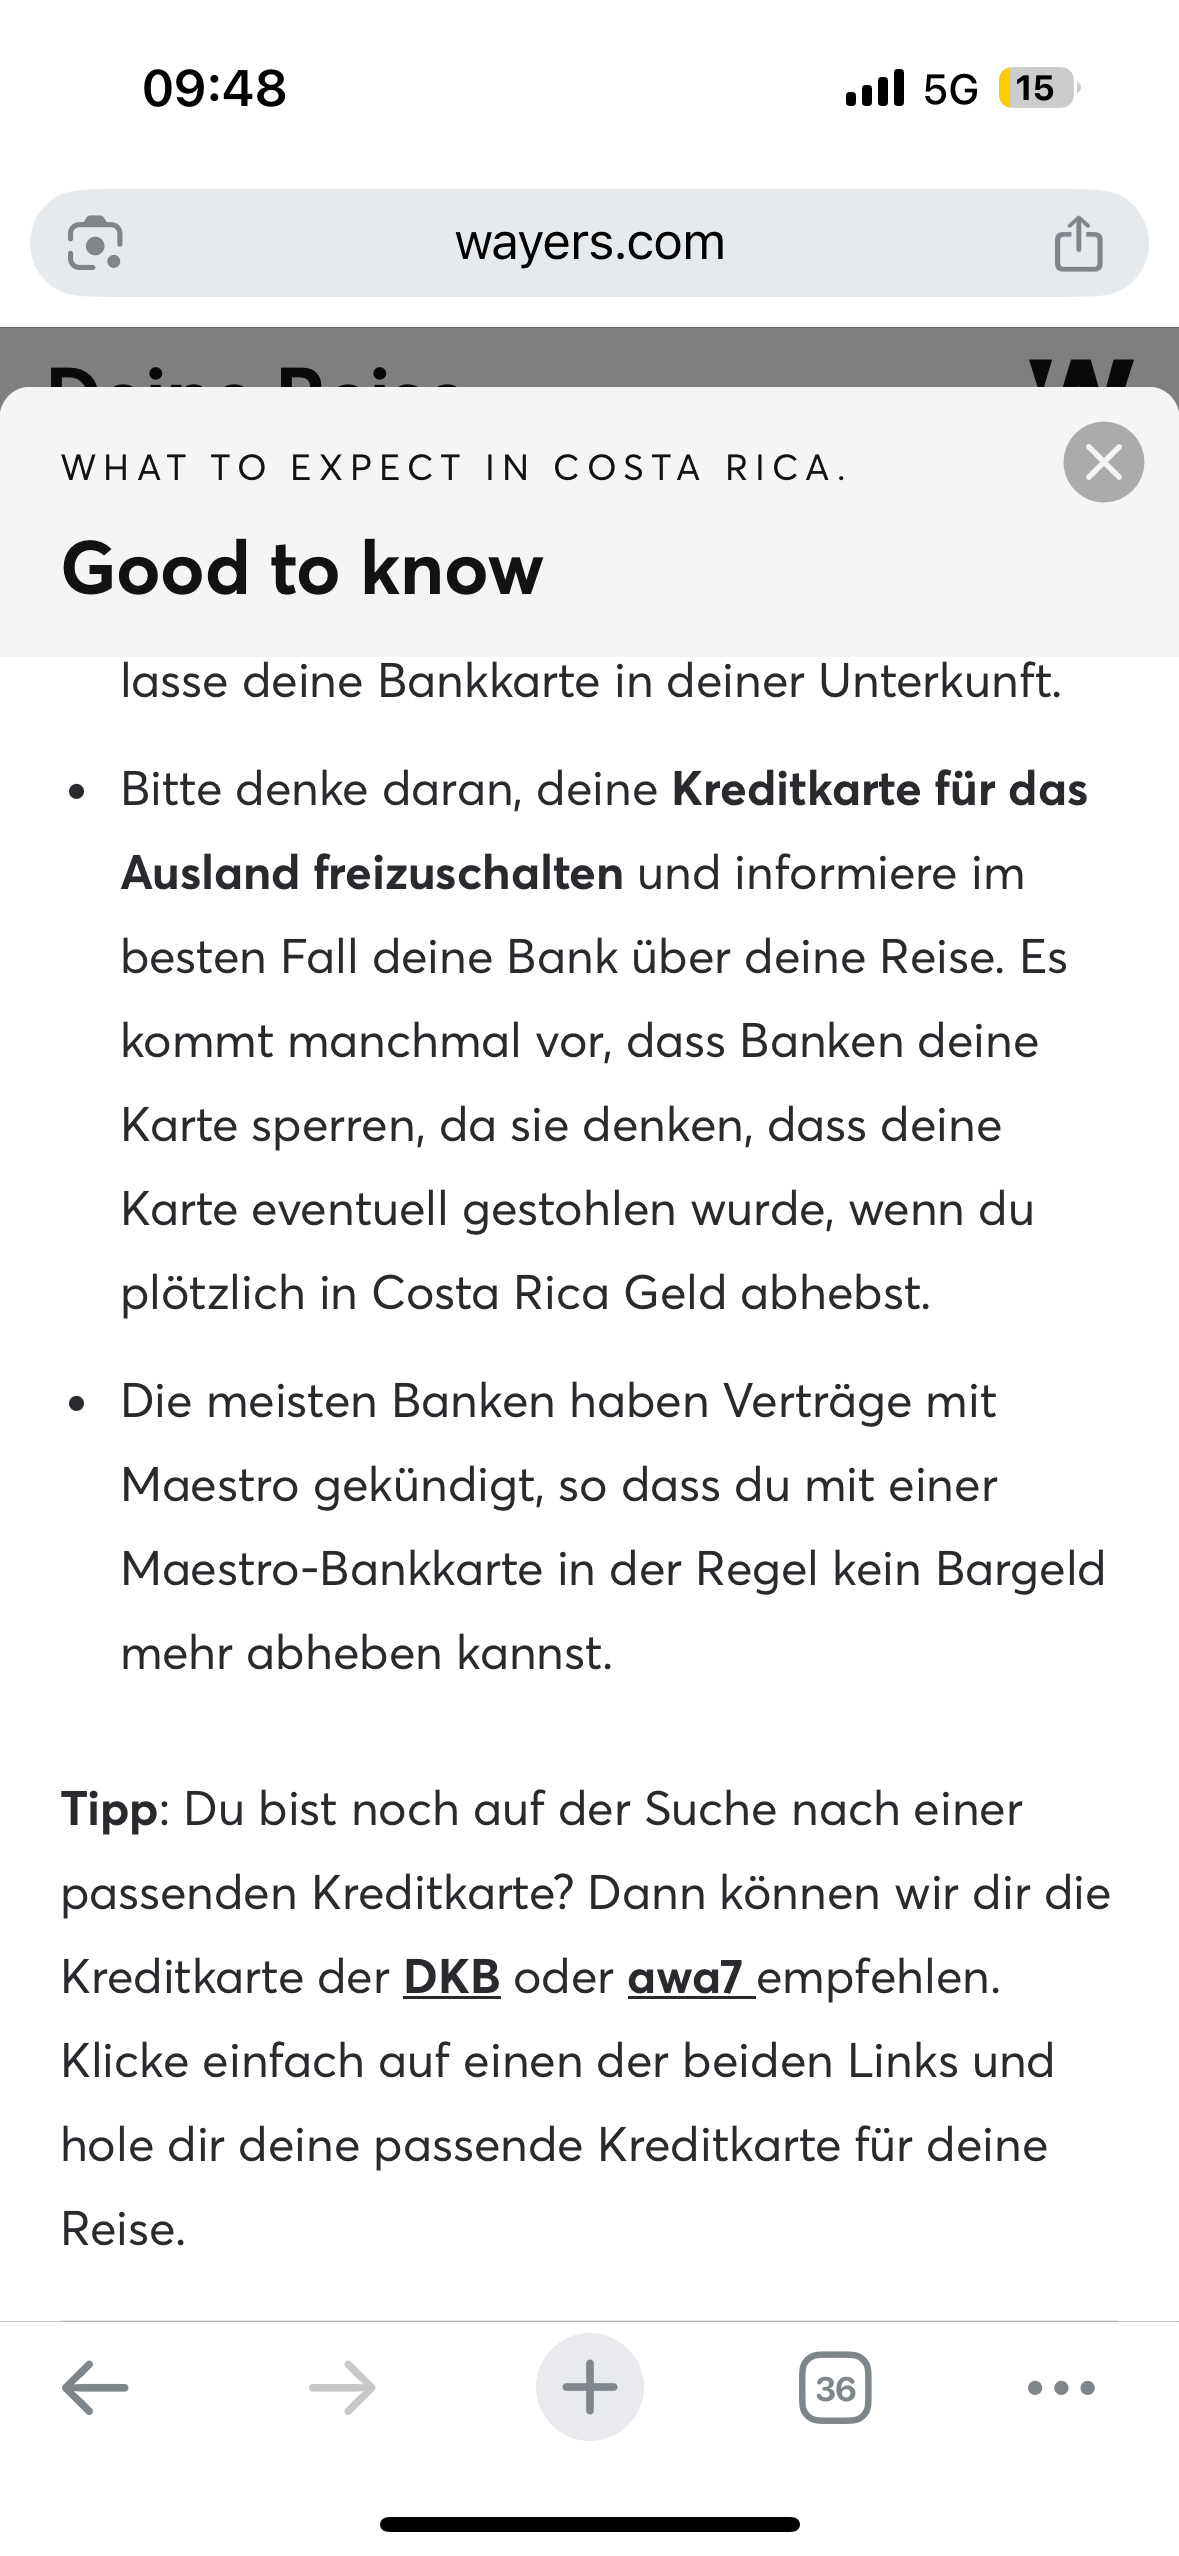 09:48
5G
15
wayers.com
Deine Reise
W
WHAT TO EXPECT IN COSTA RICA.
Good to know
lasse deine Bankkarte in deiner Unterkunft.
• Bitte denke daran, deine Kreditkarte für das
Ausland freizuschalten und informiere im
besten Fall deine Bank über deine Reise. Es
kommt manchmal vor, dass Banken deine
Karte sperren, da sie denken, dass deine
Karte eventuell gestohlen wurde, wenn du
plötzlich in Costa Rica Geld abhebst.
• Die meisten Banken haben Verträge mit
Maestro gekündigt, so dass du mit einer
Maestro-Bankkarte in der Regel kein Bargeld
mehr abheben kannst.
Tipp: Du bist noch auf der Suche nach einer
passenden Kreditkarte? Dann können wir dir die
Kreditkarte der DKB oder awa7 empfehlen.
Klicke einfach auf einen der beiden Links und
hole dir deine passende Kreditkarte für deine
Reise.
36